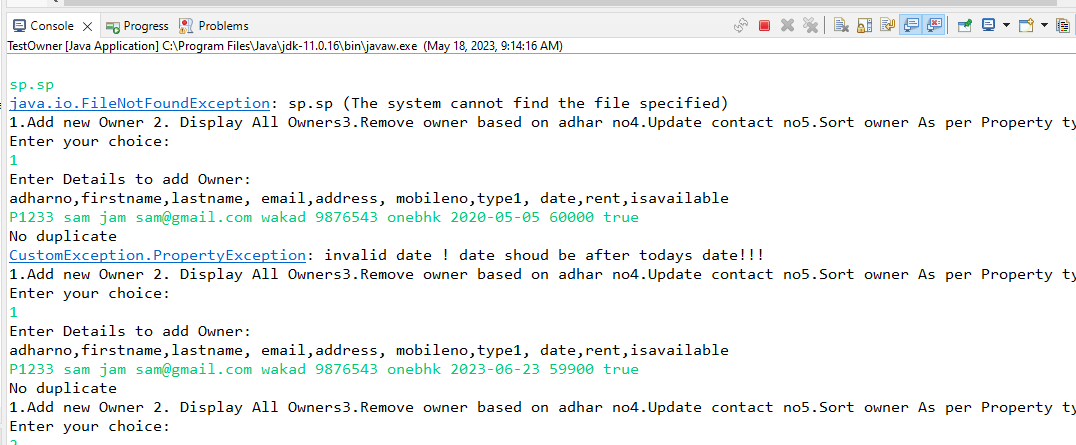 Console Progress Problems
TestOwner [Java Application] C:\Program Files\Java\jdk-11.0.16\bin\javaw.exe (May 18, 2023, 9:14:16 AM)
sp.sp
java.io.FileNotFoundException: sp.sp (The system cannot find the file specified)
1.Add new Owner 2. Display All Owners3.Remove owner based on adhar no4.Update contact no5.Sort owner As per Property ty
Enter your choice:
1
Enter Details to add Owner:
adharno,firstname,lastname, email,address, mobileno,type1, date,rent,isavailable
P1233 sam jam sam@gmail.com wakad 9876543 onebhk 2020-05-05 60000 true
No duplicate
CustomException.PropertyException: invalid date ! date shoud be after todays date!!!
1.Add new Owner 2. Display All Owners3.Remove owner based on adhar no4.Update contact no5.Sort owner As per Property ty
Enter your choice:
1
Enter Details to add Owner:
adharno,firstname,lastname, email,address, mobileno,type1, date,rent,isavailable
P1233 sam jam sam@gmail.com wakad 9876543 onebhk 2023-06-23 59900 true
No duplicate
1.Add new Owner 2. Display All Owners3.Remove owner based on adhar no4.Update contact no5.Sort owner As per Property ty
Enter your choice: